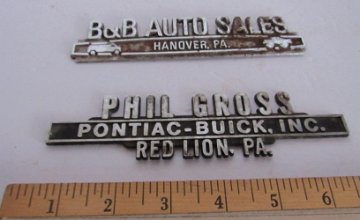 B&B AUTO SALES
HANOVER, PA.
PHIL GROSS
PONTIAC-BUICK, INC.
RED LION, PA.
1 2 3 4 5 6